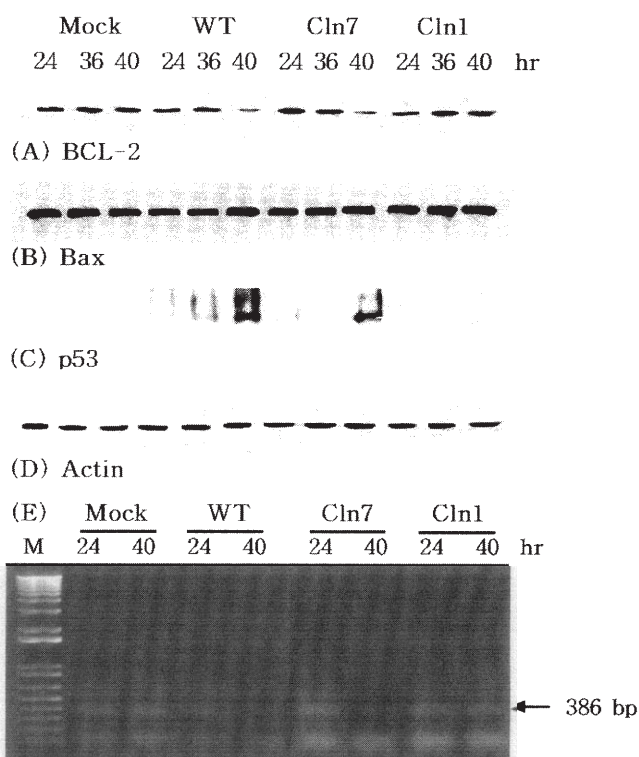 Mock WT Cln7 Cln1
24 36 40 24 36 40 24 36 40 24 36 40 hr
(A) BCL-2
(B) Bax
(C) p53
(D) Actin
(E) Mock WT Cln7 Cln1
M 24 40 24 40 24 40 24 40 hr
386 bp